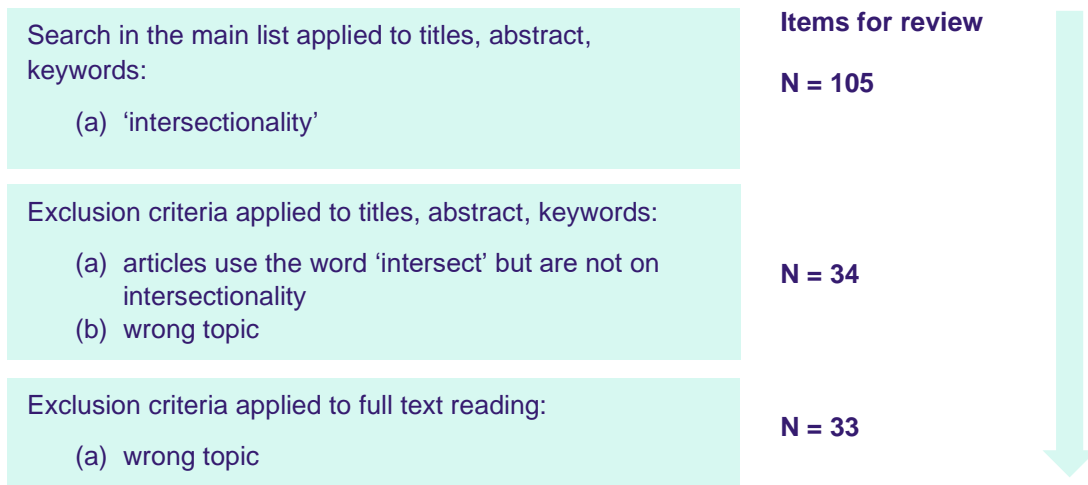 Search in the main list applied to titles, abstract,
keywords:
(a) ‘intersectionality’
Items for review
N = 105
Exclusion criteria applied to titles, abstract, keywords:
(a) articles use the word ‘intersect’ but are not on
intersectionality
(b) wrong topic
N = 34
Exclusion criteria applied to full text reading:
(a) wrong topic
N = 33